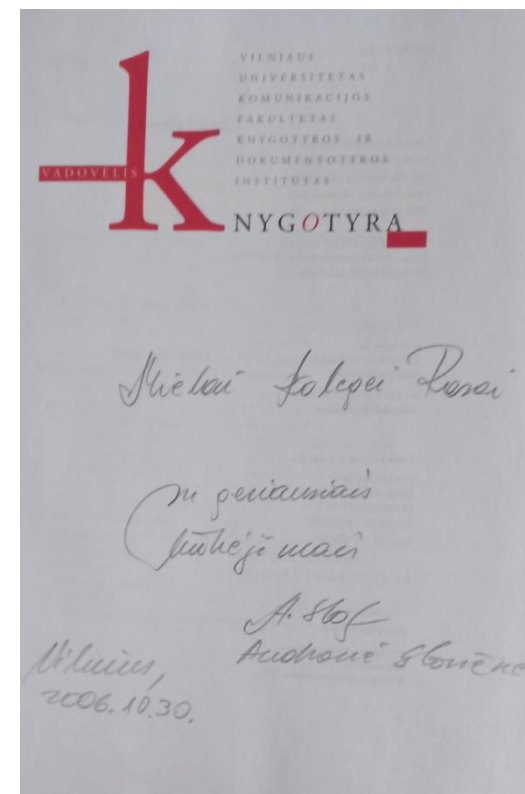 VILNIAUS
UNIVERSITETAS
KOMUNIKACIJOS
FAKULTETAS
KNYGOTYROS IR
DOKUMENTOTYROS
INSTITUTAS
VADOVĖLIS
KNYGOTYRA
Mielai kolegei Rasai
su geriausiais
linkėjimais
A. Glos
Audronė Glosienė
Vilnius,
2006.10.30.